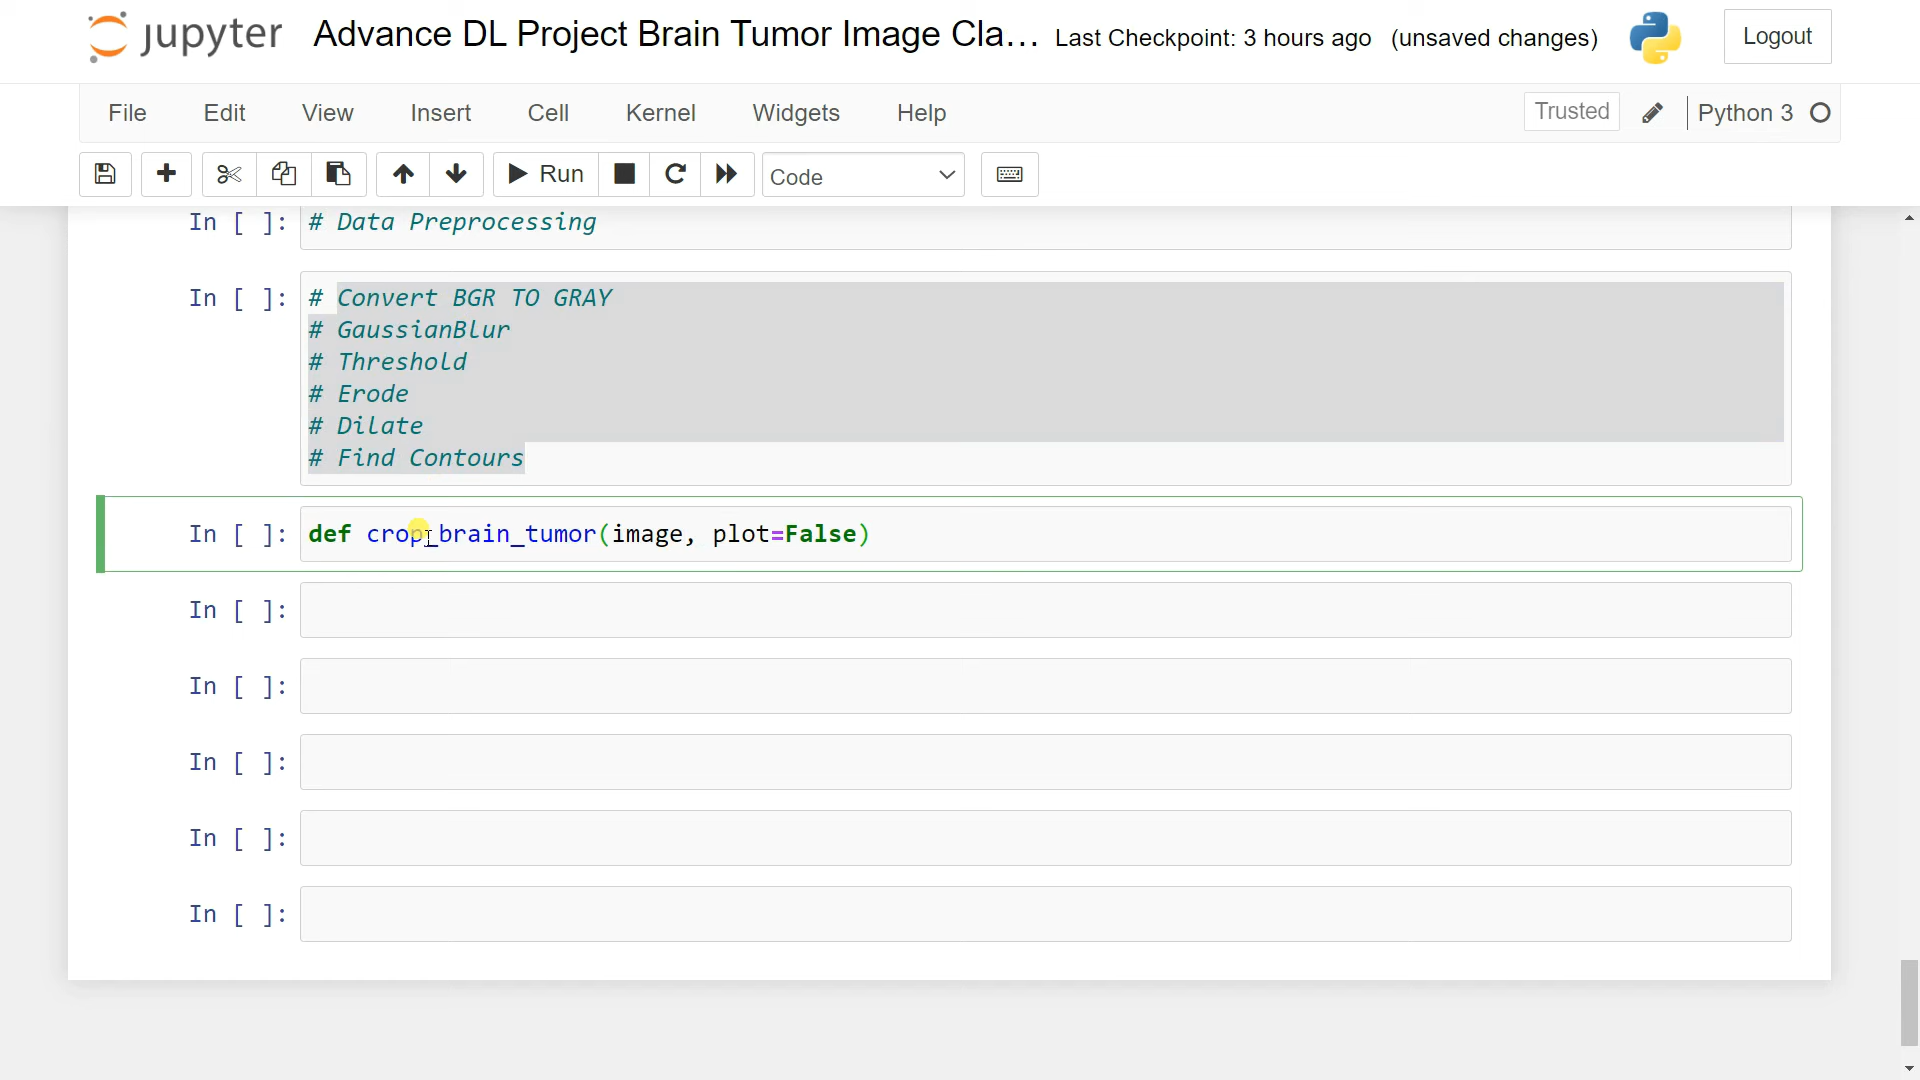 jupyter Advance DL Project Brain Tumor Image Cla... Last Checkpoint: 3 hours ago (unsaved changes) Logout
File Edit View Insert Cell Kernel Widgets Help Trusted Python 3
Run Code
In [ ]: # Data Preprocessing
In [ ]: # Convert BGR TO GRAY
# GaussianBlur
# Threshold
# Erode
# Dilate
# Find Contours
In [ ]: def crop_brain_tumor(image, plot=False)
In [ ]:
In [ ]:
In [ ]:
In [ ]:
In [ ]: